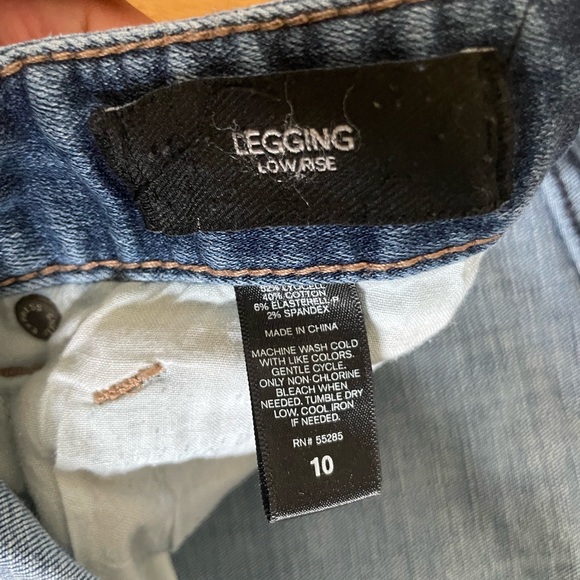 LEGGING
LOW RISE
52% LYOCELL
40% COTTON
6% ELASTERELL-P
2% SPANDEX
MADE IN CHINA
MACHINE WASH COLD
WITH LIKE COLORS.
GENTLE CYCLE.
ONLY NON-CHLORINE
BLEACH WHEN
NEEDED. TUMBLE DRY
LOW. COOL IRON
IF NEEDED.
RN# 55285
10